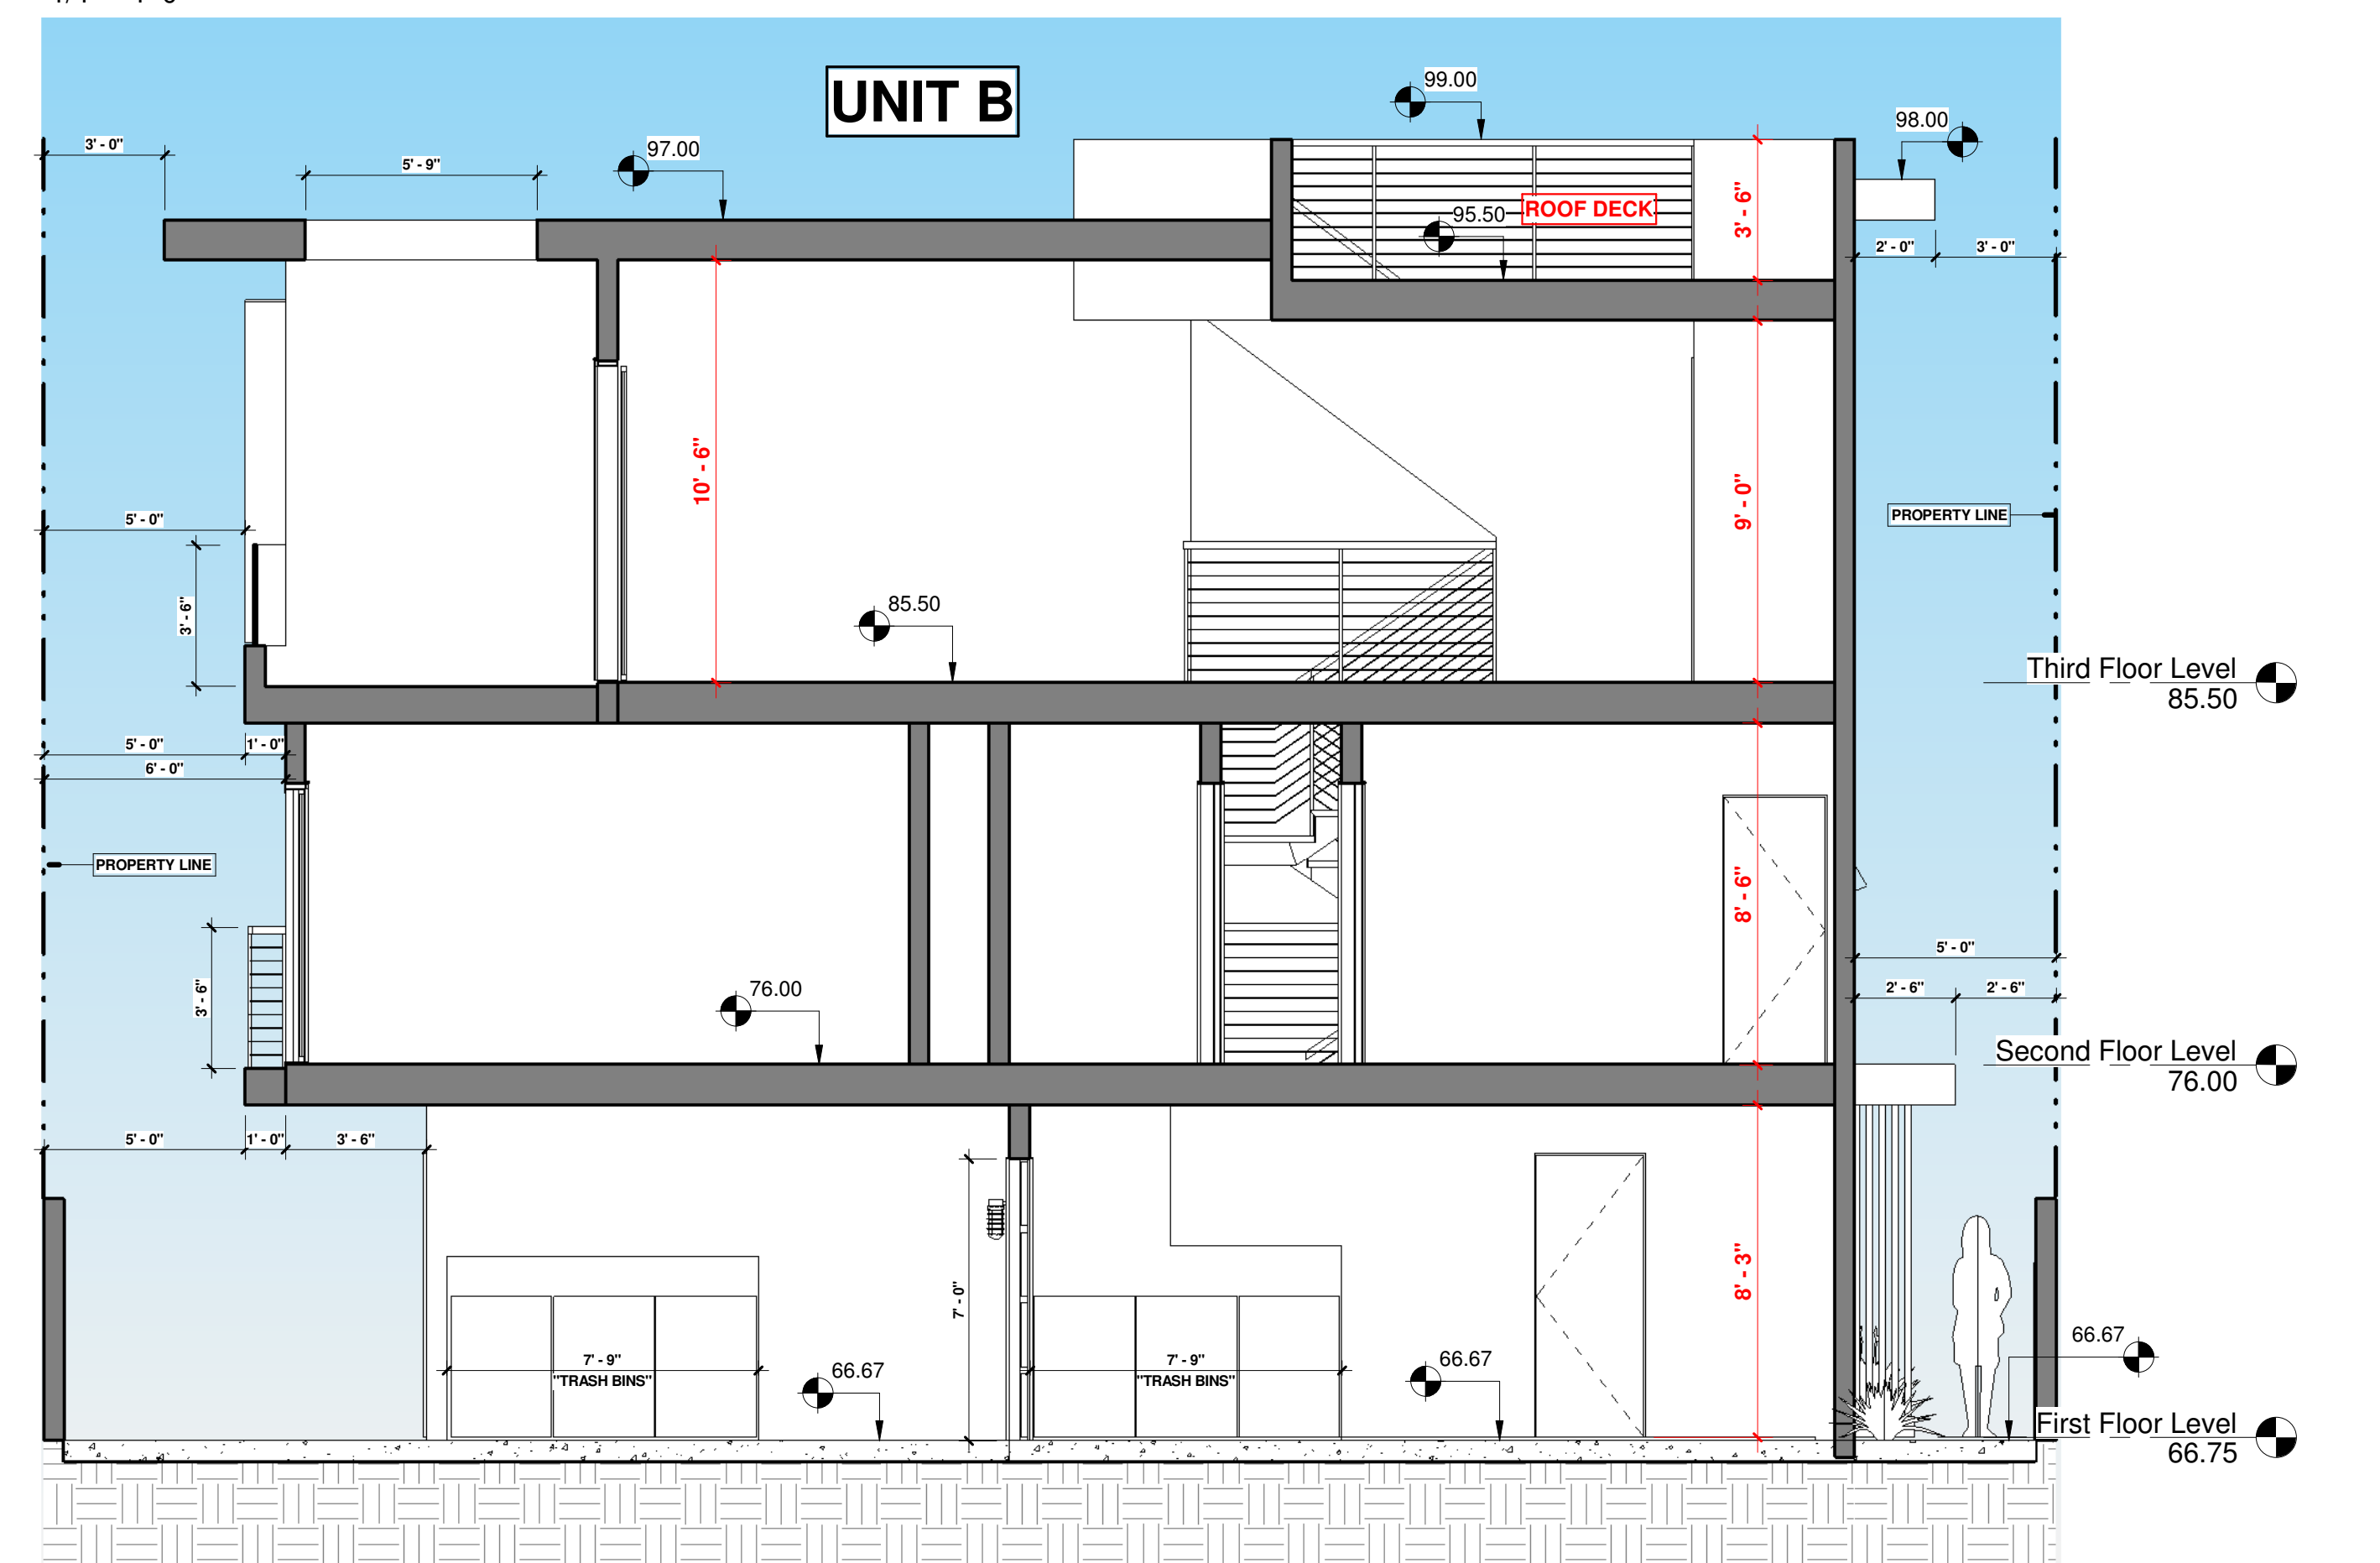 UNIT B
99.00
98.00
3' - 0"
97.00
5' - 9"
95.50
ROOF DECK
3' - 6"
2' - 0"
3' - 0"
10' - 6"
9' - 0"
5' - 0"
PROPERTY LINE
3' - 6"
85.50
Third Floor Level
85.50
5' - 0"
1' - 0"
6' - 0"
PROPERTY LINE
8' - 6"
5' - 0"
3' - 6"
76.00
2' - 6"
2' - 6"
Second Floor Level
76.00
5' - 0"
1' - 0"
3' - 6"
7' - 0"
8' - 3"
66.67
7' - 9"
"TRASH BINS"
66.67
7' - 9"
"TRASH BINS"
66.67
First Floor Level
66.75